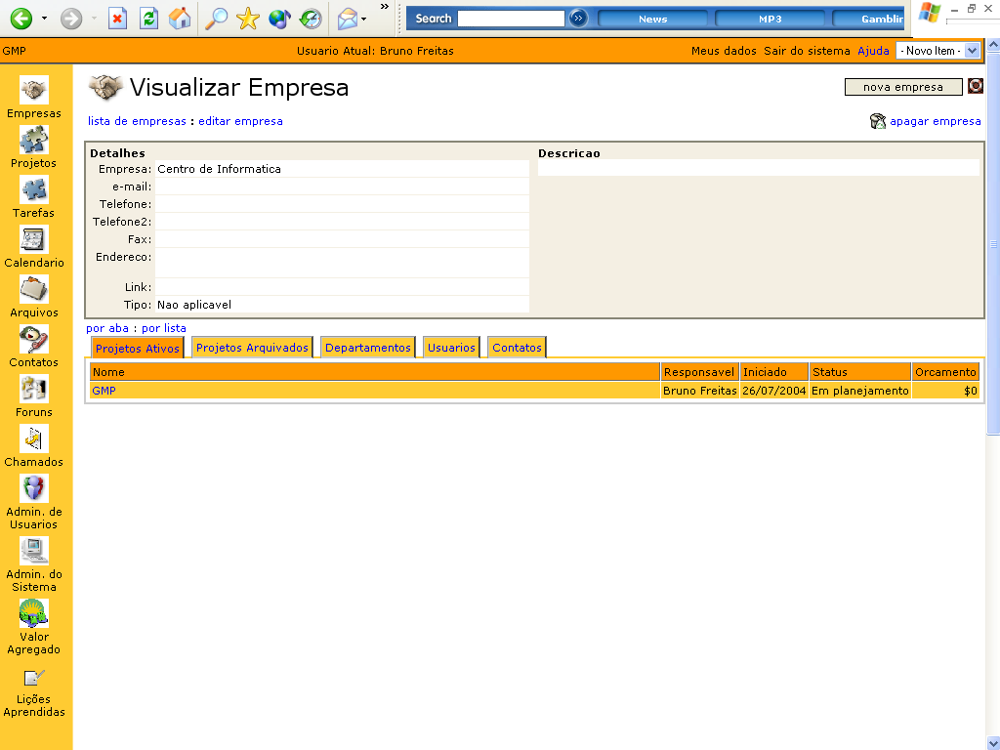 »
Search
News
MP3
Gamblin
GMP
Usuario Atual: Bruno Freitas
Meus dados Sair do sistema Ajuda - Novo Item -
Empresas
Projetos
Tarefas
Calendario
Arquivos
Contatos
Foruns
Chamados
Admin. de
Usuarios
Admin. do
Sistema
Valor
Agregado
Lições
Aprendidas
Visualizar Empresa
nova empresa
lista de empresas : editar empresa
apagar empresa
Detalhes
Empresa: Centro de Informatica
e-mail:
Telefone:
Telefone2:
Fax:
Endereco:
Link:
Tipo: Nao aplicavel
Descricao
por aba : por lista
Projetos Ativos Projetos Arquivados Departamentos Usuarios Contatos
Nome Responsavel Iniciado Status Orcamento
GMP Bruno Freitas 26/07/2004 Em planejamento $0